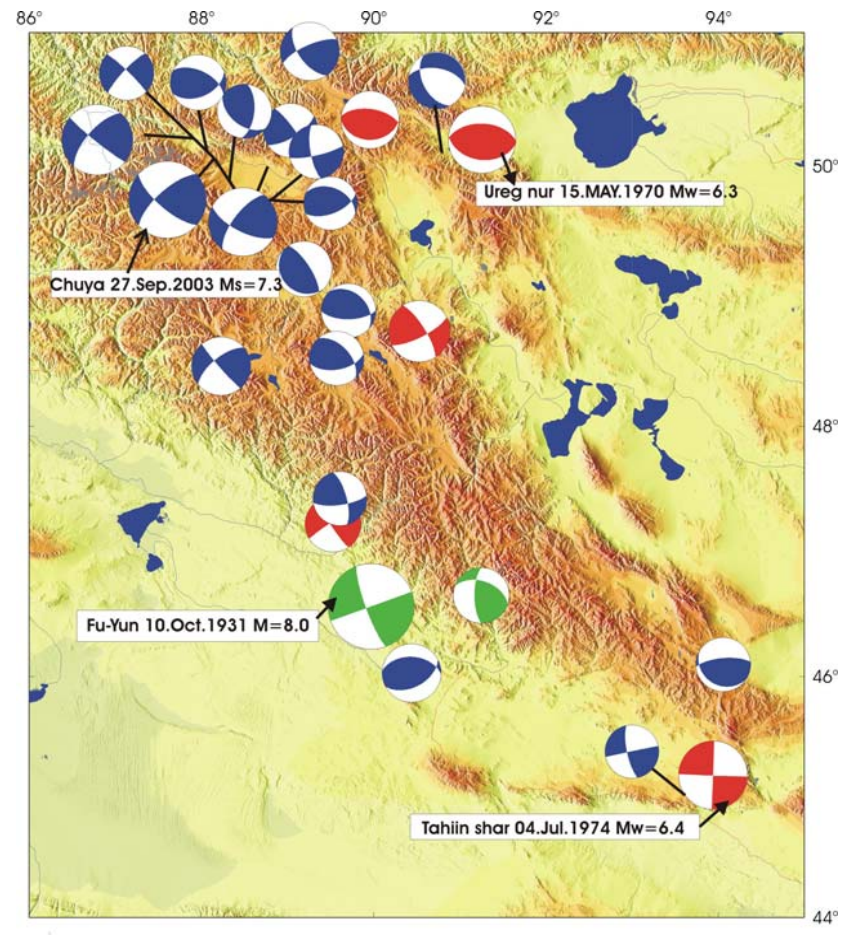 86° 88° 90° 92° 94°
50°
Ureg nur 15.MAY.1970 Mw=6.3
Chuya 27.Sep.2003 Ms=7.3
48°
Fu-Yun 10.Oct.1931 M=8.0
46°
Tahiin shar 04.Jul.1974 Mw=6.4
44°